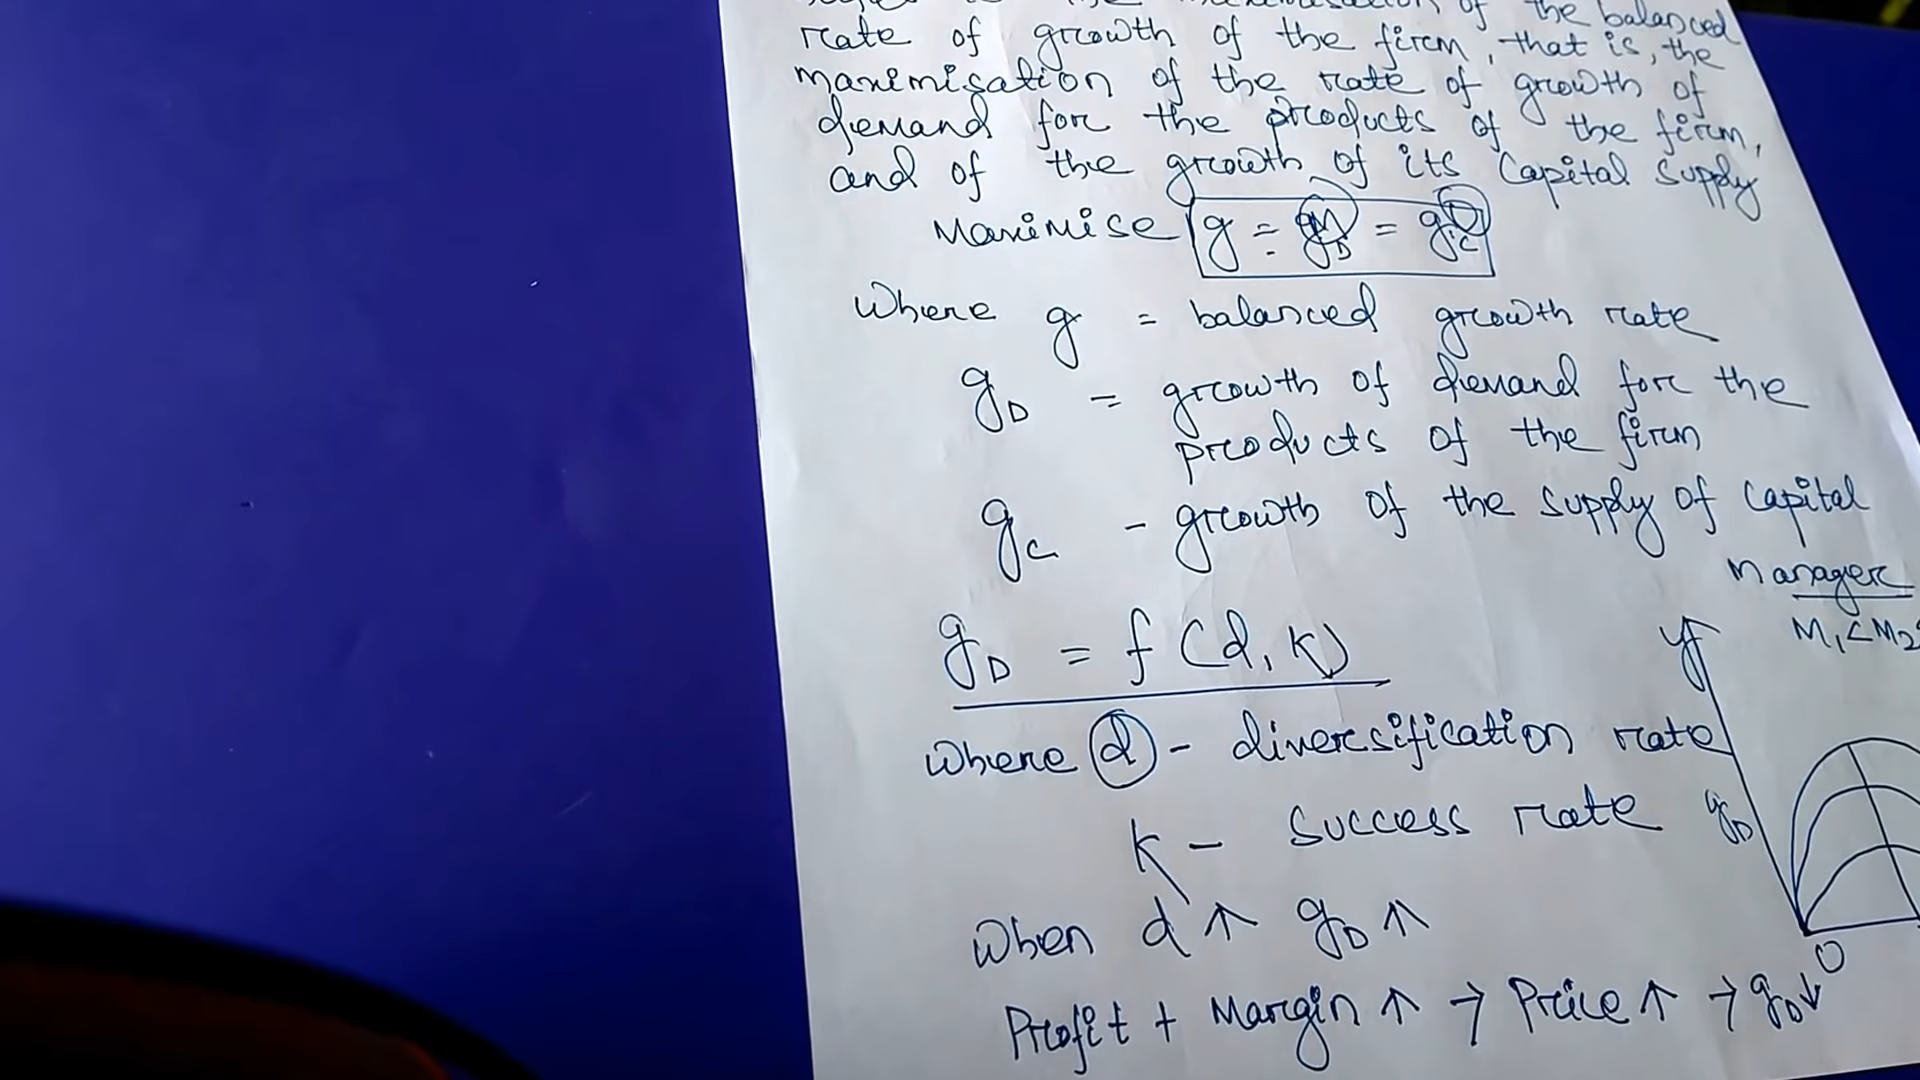 of the balanced
rate of growth of the firm, that is, the
maximisation of the rate of growth of
demand for the products of the firm,
and of the growth of its capital supply
Maximise g = gD = gC
Where g = balanced growth rate
gD = growth of demand for the
products of the firm
gC - growth of the supply of capital
Manager
M1 < M2
gD = f (d, k)
Where d - diversification rate
k - success rate
gD
O
When d ↑ gD ↑
Profit + Margin ↑ → Price ↑ → gD ↓